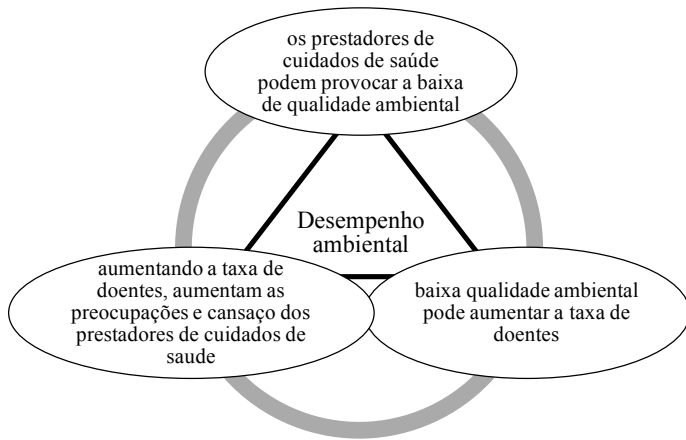 os prestadores de
cuidados de saúde
podem provocar a baixa
de qualidade ambiental
Desempenho
ambiental
aumentando a taxa de
doentes, aumentam as
preocupações e cansaço dos
prestadores de cuidados de
saude
baixa qualidade ambiental
pode aumentar a taxa de
doentes